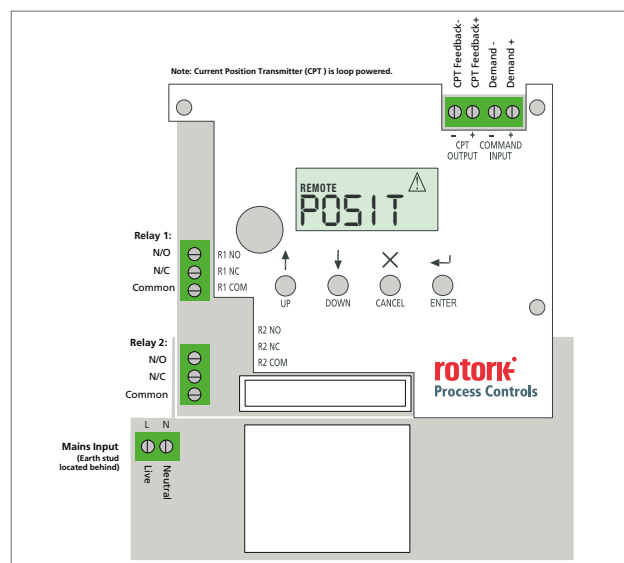 CPT Feedback-
CPT Feedback+
Demand -
Demand +
Note: Current Position Transmitter (CPT ) is loop powered.
– + – +
CPT OUTPUT
COMMAND INPUT
REMOTE
POSIT
Relay 1:
N/O R1 NO
N/C R1 NC
Common R1 COM
UP DOWN CANCEL ENTER
R2 NO
R2 NC
R2 COM
Relay 2:
N/O
N/C
Common
rotork
Process Controls
L N
Mains Input
(Earth stud
located behind)
Live
Neutral